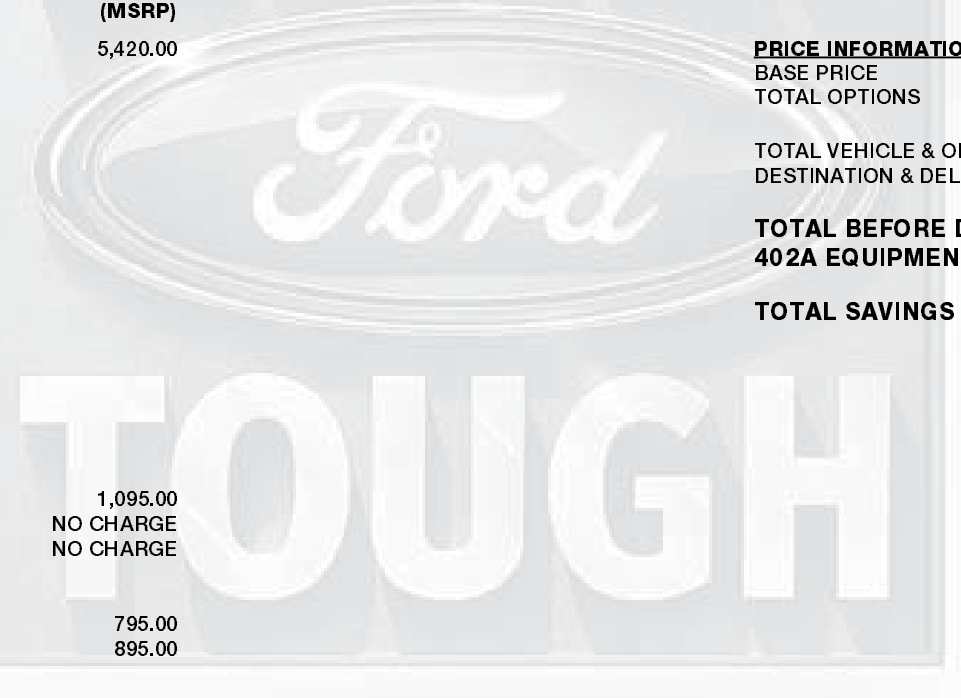 (MSRP)
5,420.00
1,095.00
NO CHARGE
NO CHARGE
795.00
895.00
PRICE INFORMATIO
BASE PRICE
TOTAL OPTIONS
TOTAL VEHICLE & O
DESTINATION & DEL
TOTAL BEFORE D
402A EQUIPMEN
TOTAL SAVINGS
Ford
TOUGH